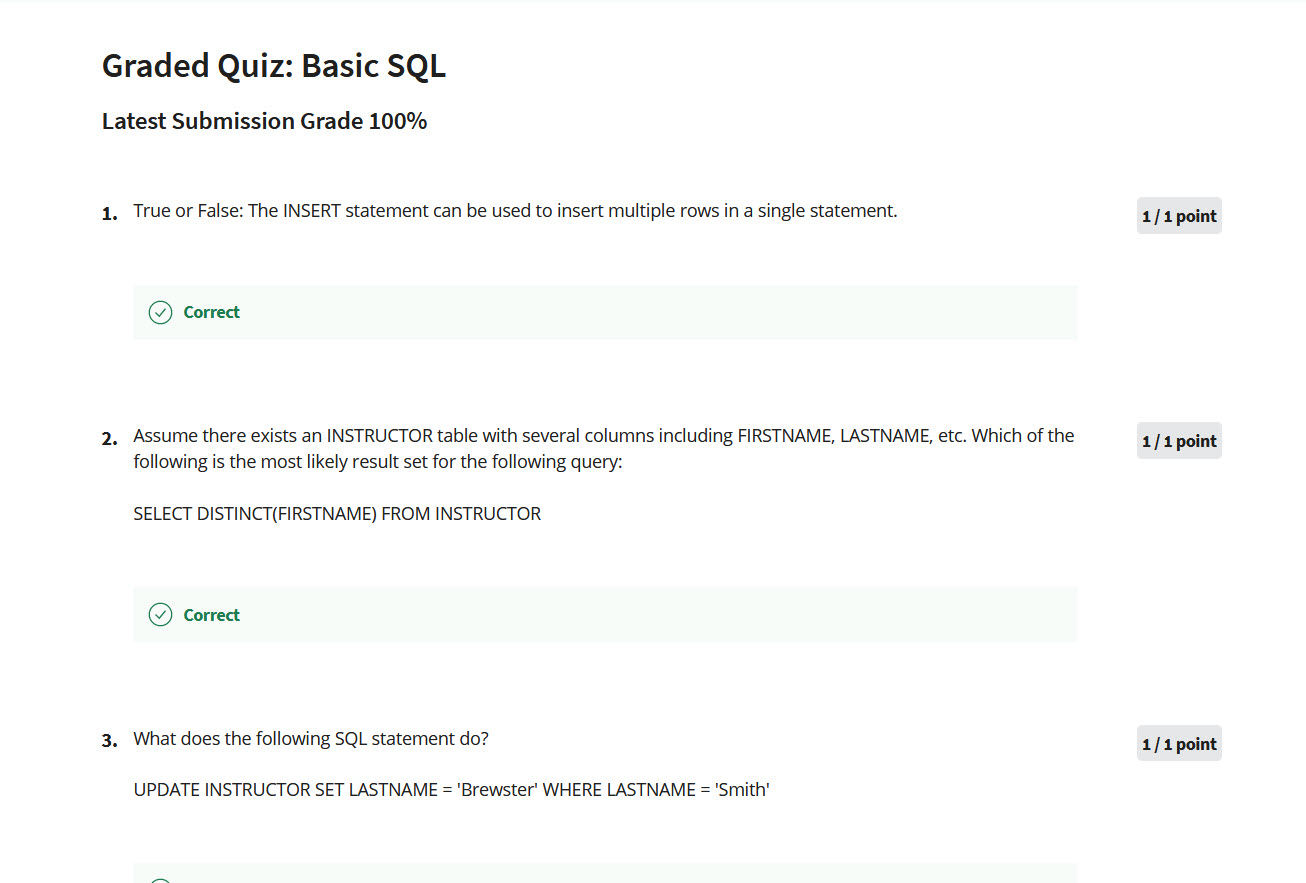 Graded Quiz: Basic SQL
Latest Submission Grade 100%
1. True or False: The INSERT statement can be used to insert multiple rows in a single statement.
1 / 1 point
Correct
2. Assume there exists an INSTRUCTOR table with several columns including FIRSTNAME, LASTNAME, etc. Which of the
following is the most likely result set for the following query:
1 / 1 point
SELECT DISTINCT(FIRSTNAME) FROM INSTRUCTOR
Correct
3. What does the following SQL statement do?
1 / 1 point
UPDATE INSTRUCTOR SET LASTNAME = 'Brewster' WHERE LASTNAME = 'Smith'